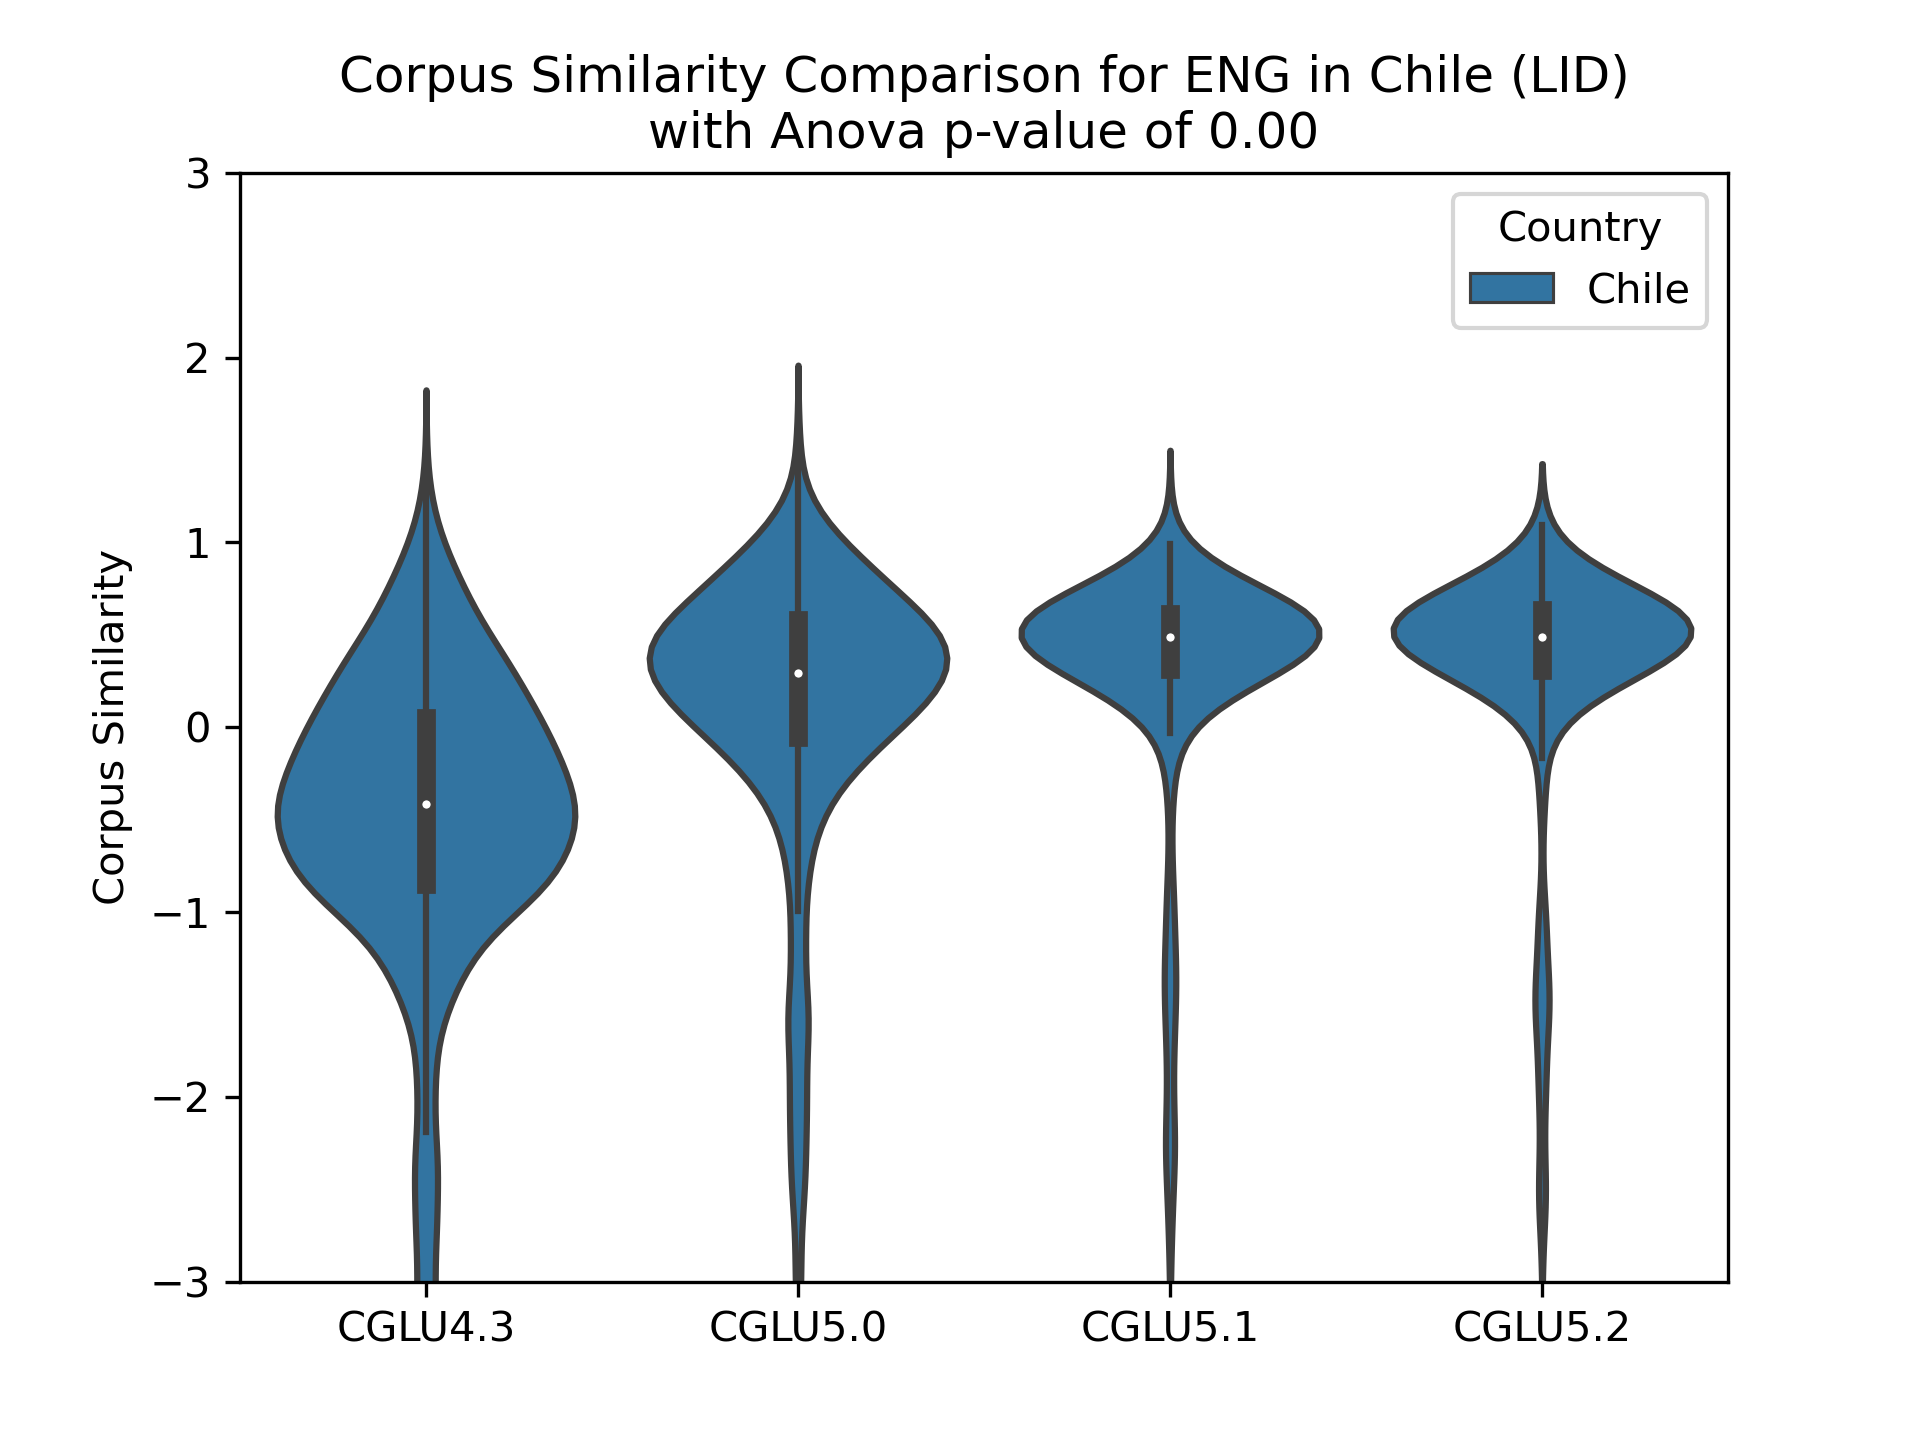 Corpus Similarity Comparison for ENG in Chile (LID)
with Anova p-value of 0.00
Country
Chile
Corpus Similarity
3
2
1
0
−1
−2
−3
CGLU4.3
CGLU5.0
CGLU5.1
CGLU5.2